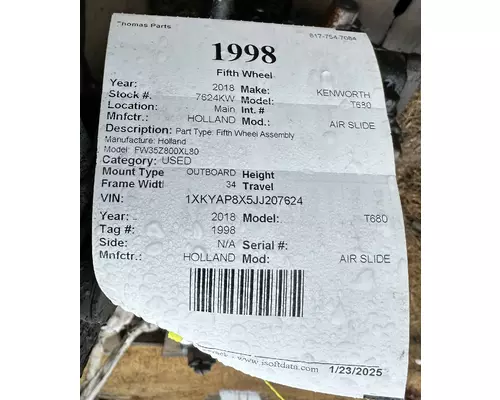 Thomas Parts 817-754-7084
1998
Fifth Wheel
Year: 2018 Make: KENWORTH
Stock #. 7624KW Model: T680
Location: Main Int. #
Mnfctr.: HOLLAND Mod.: AIR SLIDE
Description: Part Type: Fifth Wheel Assembly
Manufacture: Holland
Model: FW35Z800XL80
Category: USED
Mount Type OUTBOARD Height
Frame Widtl 34 Travel
VIN: 1XKYAP8X5JJ207624
Year: 2018 Model: T680
Tag #: 1998
Side: N/A Serial #:
Mnfctr.: HOLLAND Mod: AIR SLIDE
www.isoftdata.com 1/23/2025